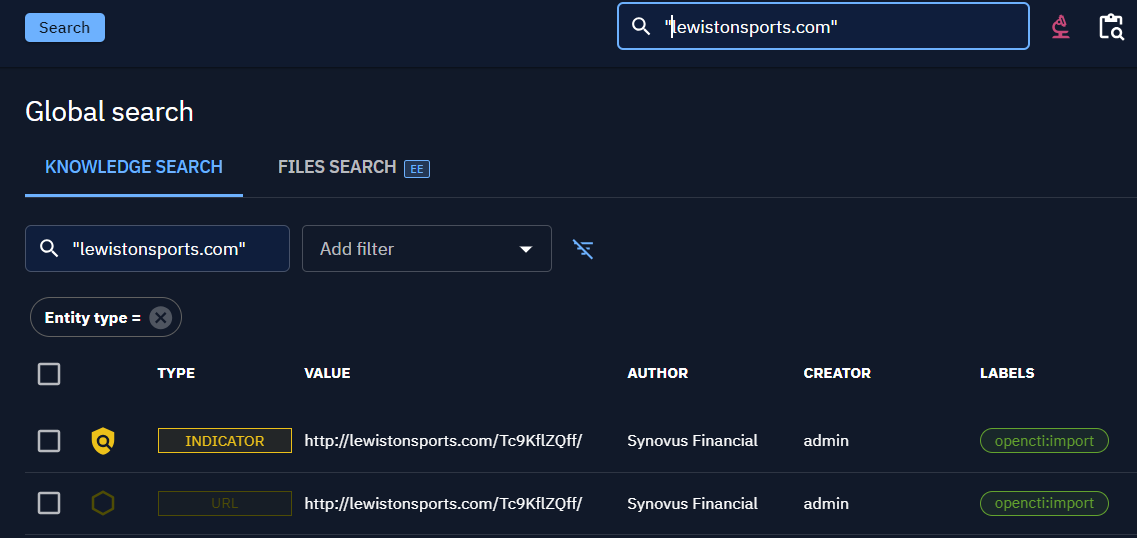 Search
"lewistonsports.com"
Global search
KNOWLEDGE SEARCH
FILES SEARCH EE
"lewistonsports.com"
Add filter
Entity type =
TYPE VALUE AUTHOR CREATOR LABELS
INDICATOR http://lewistonsports.com/Tc9KflZQff/ Synovus Financial admin opencti:import
URL http://lewistonsports.com/Tc9KflZQff/ Synovus Financial admin opencti:import